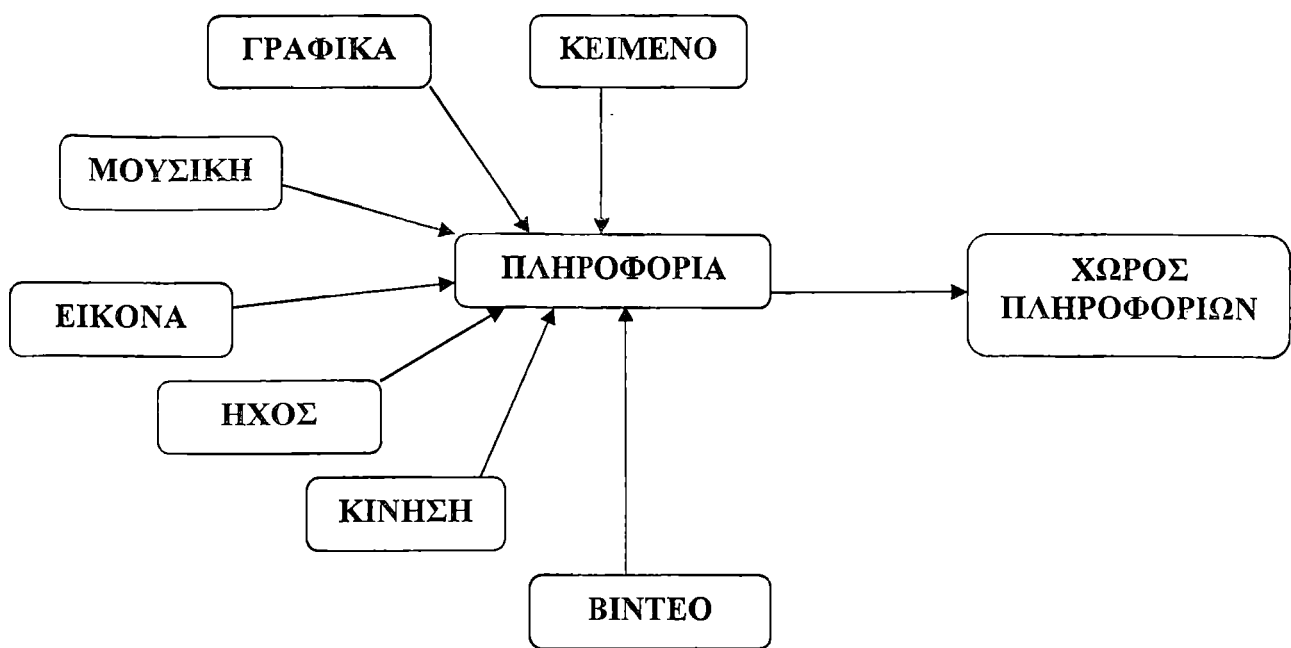 ΓΡΑΦΙΚΑ
ΚΕΙΜΕΝΟ
ΜΟΥΣΙΚΗ
ΠΛΗΡΟΦΟΡΙΑ
ΧΩΡΟΣ
ΠΛΗΡΟΦΟΡΙΩΝ
ΕΙΚΟΝΑ
ΗΧΟΣ
ΚΙΝΗΣΗ
ΒΙΝΤΕΟ